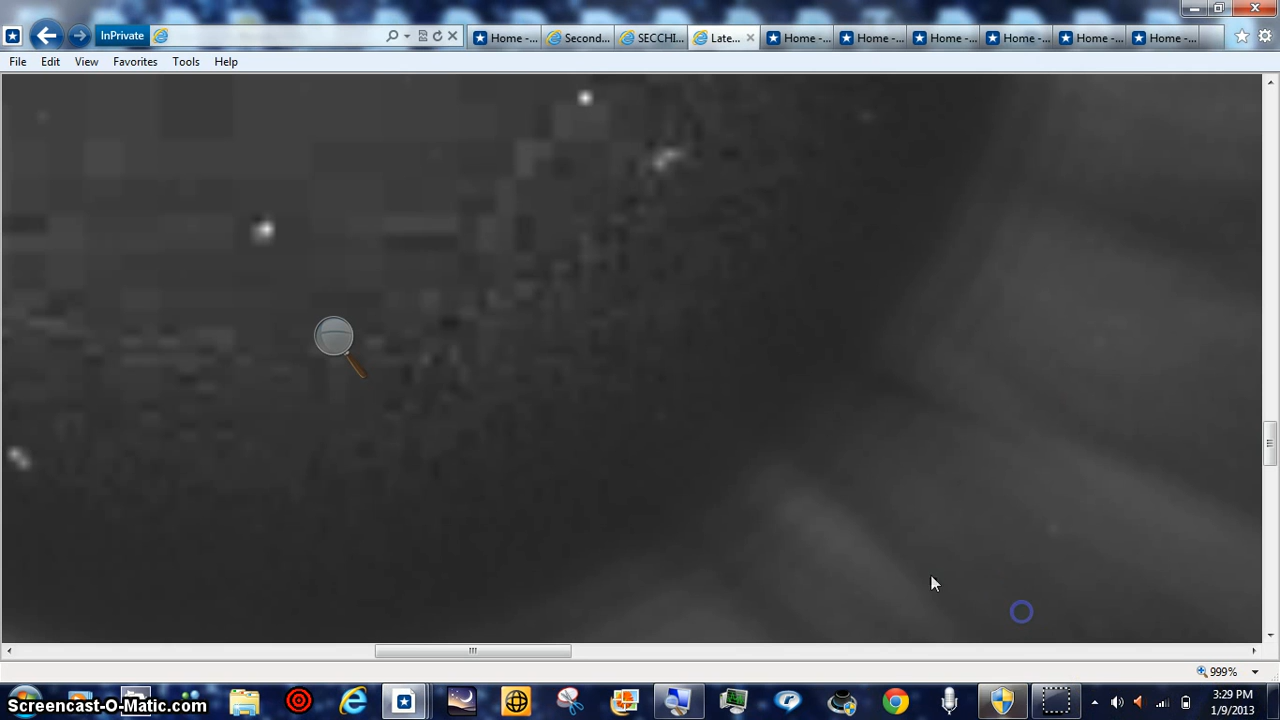 InPrivate
Home -...
Second...
SECCHI...
Late...
Home -...
Home -...
Home -...
Home -...
Home -...
Home -...
File Edit View Favorites Tools Help
999%
Screencast-O-Matic.com
3:29 PM
1/9/2013